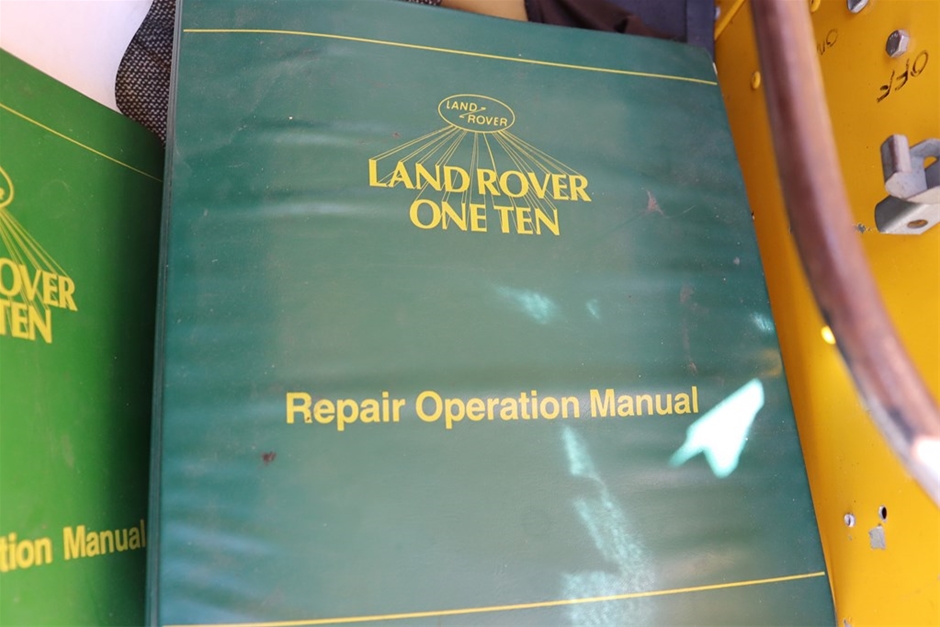 LAND
ROVER
LAND ROVER
ONE TEN
Repair Operation Manual
OVER
TEN
tion Manual
OFF